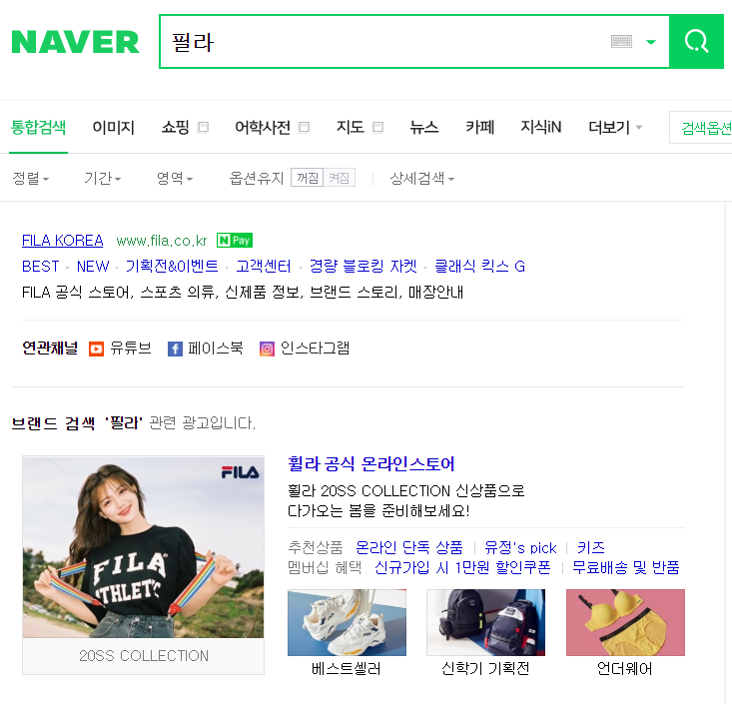 NAVER 필라
통합검색 이미지 쇼핑 어학사전 지도 뉴스 카페 지식iN 더보기 검색옵션
정렬 기간 영역 옵션유지 꺼짐 켜짐 상세검색
FILA KOREA www.fila.co.kr N Pay
BEST · NEW · 기획전&이벤트 · 고객센터 · 경량 블로킹 자켓 · 클래식 킥스 G
FILA 공식 스토어, 스포츠 의류, 신제품 정보, 브랜드 스토리, 매장안내
연관채널 유튜브 페이스북 인스타그램
브랜드 검색 '필라' 관련 광고입니다.
FILA
FILA
ATHLETIC
20SS COLLECTION
휠라 공식 온라인스토어
휠라 20SS COLLECTION 신상품으로
다가오는 봄을 준비해보세요!
추천상품 온라인 단독 상품 | 유정's pick | 키즈
멤버십 혜택 신규가입 시 1만원 할인쿠폰 | 무료배송 및 반품
베스트셀러 신학기 기획전 언더웨어